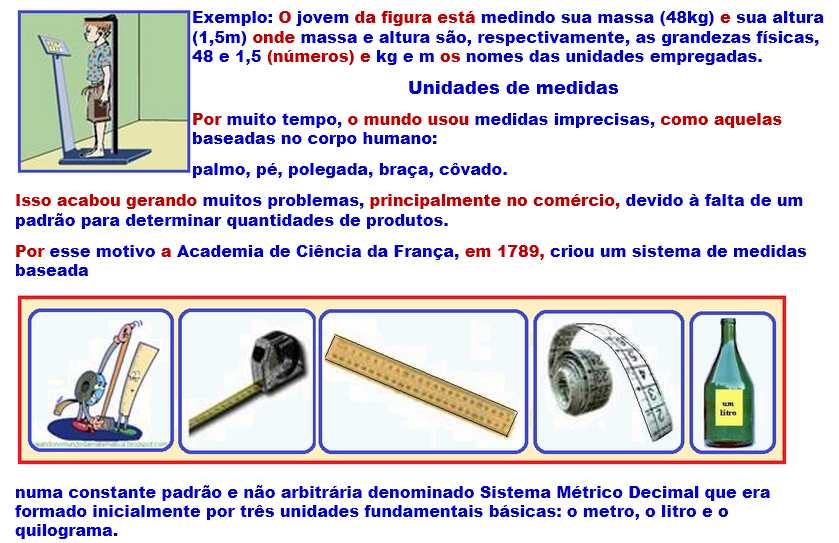 Exemplo: O jovem da figura está medindo sua massa (48kg) e sua altura
(1,5m) onde massa e altura são, respectivamente, as grandezas físicas,
48 e 1,5 (números) e kg e m os nomes das unidades empregadas.
Unidades de medidas
Por muito tempo, o mundo usou medidas imprecisas, como aquelas
baseadas no corpo humano:
palmo, pé, polegada, braça, côvado.
Isso acabou gerando muitos problemas, principalmente no comércio, devido à falta de um
padrão para determinar quantidades de produtos.
Por esse motivo a Academia de Ciência da França, em 1789, criou um sistema de medidas
baseada
um
litro
numa constante padrão e não arbitrária denominado Sistema Métrico Decimal que era
formado inicialmente por três unidades fundamentais básicas: o metro, o litro e o
quilograma.